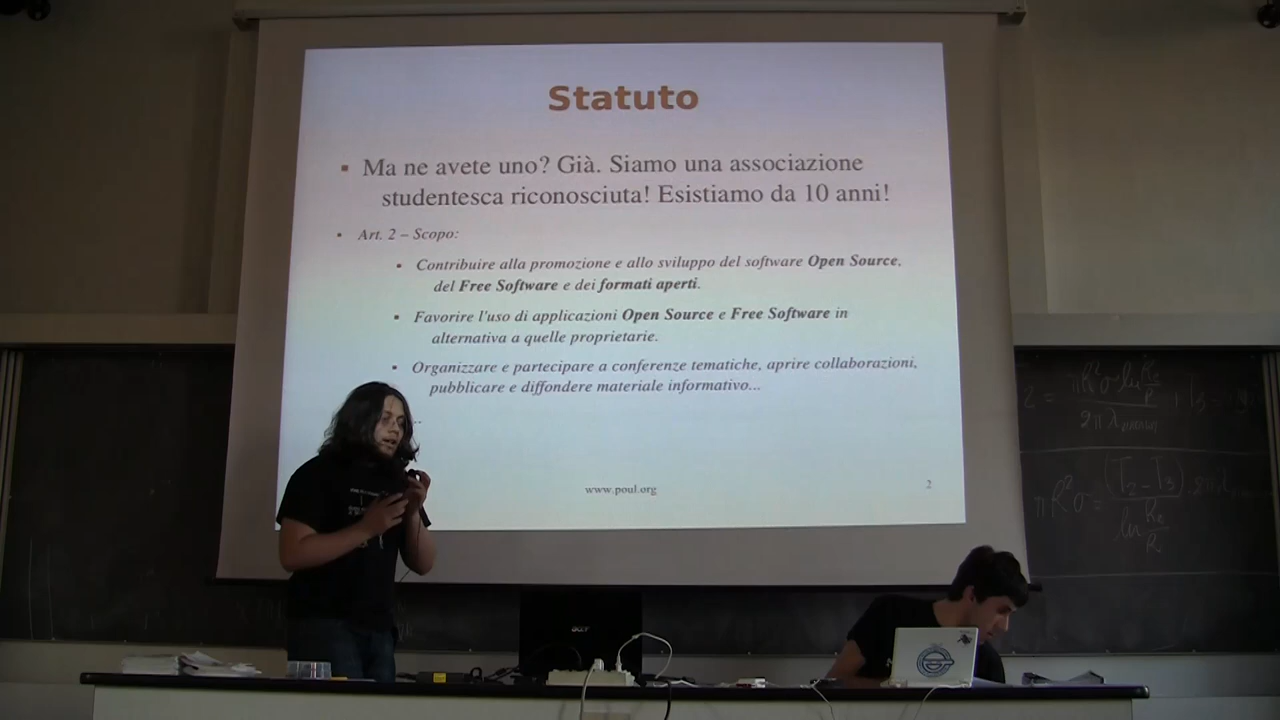 Statuto
▪ Ma ne avete uno? Già. Siamo una associazione
studentesca riconosciuta! Esistiamo da 10 anni!
• Art. 2 – Scopo:
▪ Contribuire alla promozione e allo sviluppo del software Open Source,
del Free Software e dei formati aperti.
▪ Favorire l'uso di applicazioni Open Source e Free Software in
alternativa a quelle proprietarie.
▪ Organizzare e partecipare a conferenze tematiche, aprire collaborazioni,
pubblicare e diffondere materiale informativo...
...
www.poul.org
2
acer